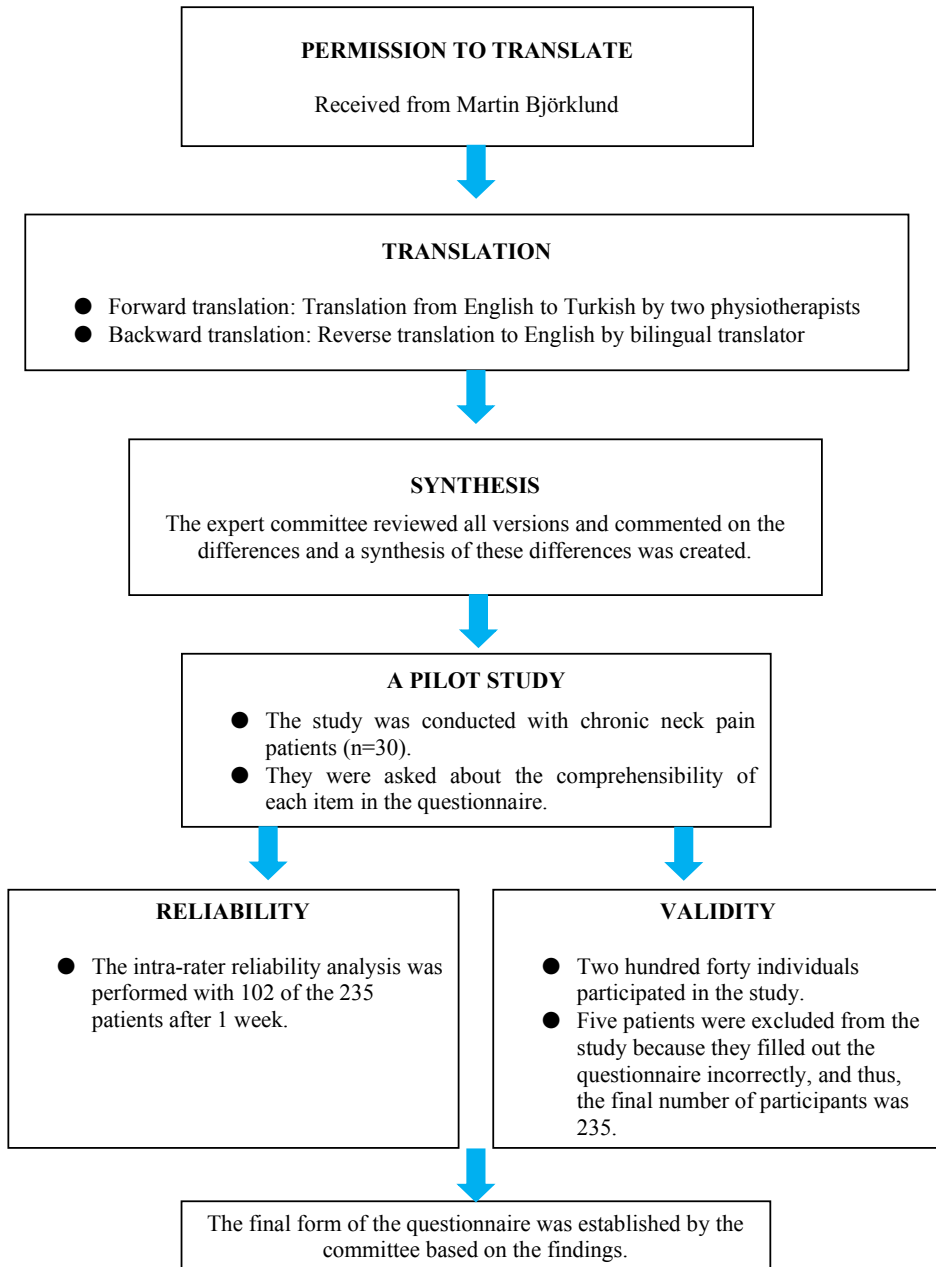 PERMISSION TO TRANSLATE
Received from Martin Björklund
TRANSLATION
● Forward translation: Translation from English to Turkish by two physiotherapists
● Backward translation: Reverse translation to English by bilingual translator
SYNTHESIS
The expert committee reviewed all versions and commented on the
differences and a synthesis of these differences was created.
A PILOT STUDY
● The study was conducted with chronic neck pain
patients (n=30).
● They were asked about the comprehensibility of
each item in the questionnaire.
RELIABILITY
● The intra-rater reliability analysis was
performed with 102 of the 235
patients after 1 week.
VALIDITY
● Two hundred forty individuals
participated in the study.
● Five patients were excluded from the
study because they filled out the
questionnaire incorrectly, and thus,
the final number of participants was
235.
The final form of the questionnaire was established by the
committee based on the findings.